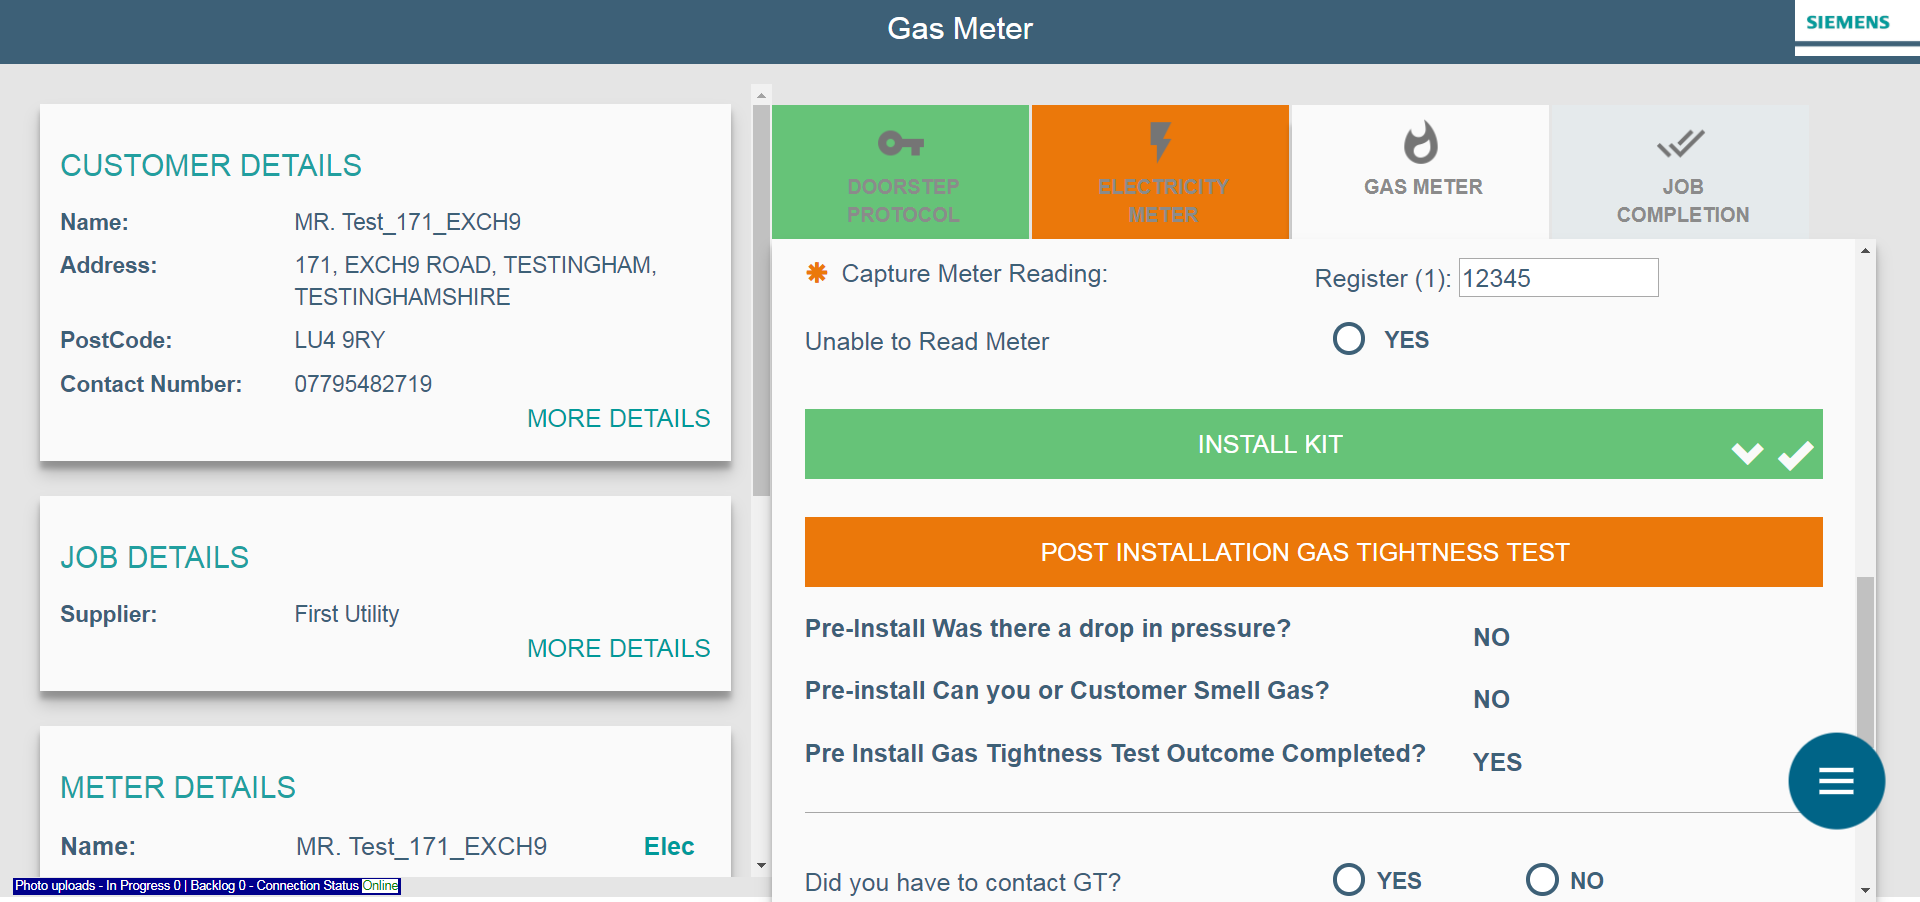 Gas Meter
SIEMENS
CUSTOMER DETAILS
Name: MR. Test_171_EXCH9
Address: 171, EXCH9 ROAD, TESTINGHAM,
TESTINGHAMSHIRE
PostCode: LU4 9RY
Contact Number: 07795482719
MORE DETAILS
JOB DETAILS
Supplier: First Utility
MORE DETAILS
METER DETAILS
Name: MR. Test_171_EXCH9 Elec
Photo uploads - In Progress 0 | Backlog 0 - Connection Status Online
DOORSTEP
PROTOCOL
ELECTRICITY
METER
GAS METER
JOB
COMPLETION
Capture Meter Reading: Register (1): 12345
Unable to Read Meter YES
INSTALL KIT
POST INSTALLATION GAS TIGHTNESS TEST
Pre-Install Was there a drop in pressure? NO
Pre-install Can you or Customer Smell Gas? NO
Pre Install Gas Tightness Test Outcome Completed? YES
Did you have to contact GT? YES NO